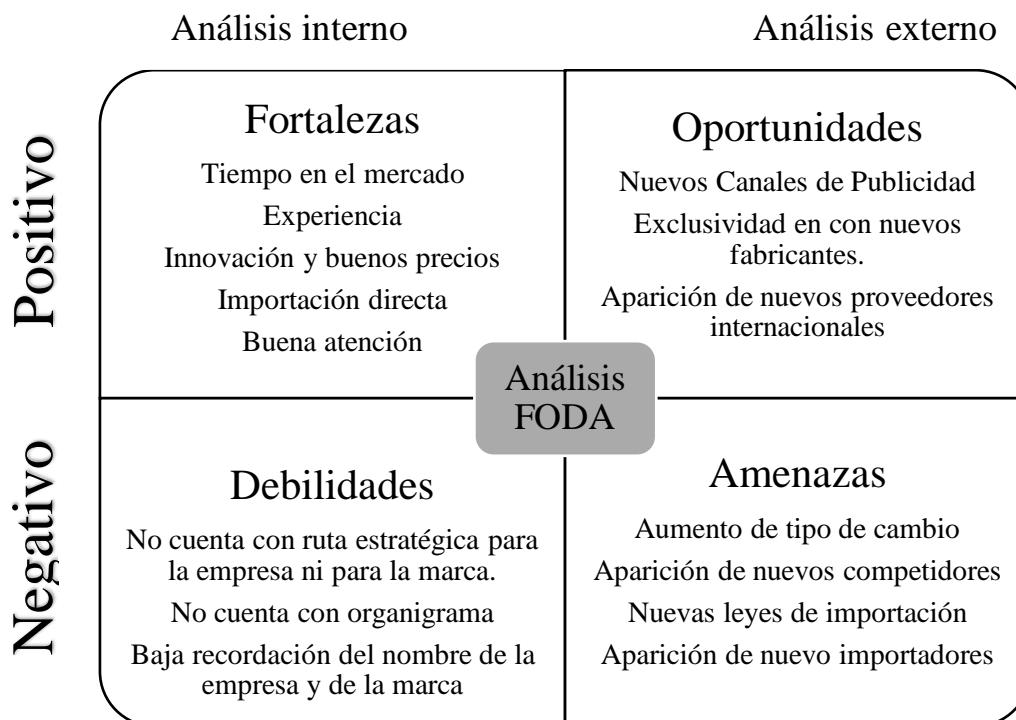 Análisis interno
Análisis externo
Positivo
Fortalezas
Tiempo en el mercado
Experiencia
Innovación y buenos precios
Importación directa
Buena atención
Oportunidades
Nuevos Canales de Publicidad
Exclusividad en con nuevos
fabricantes.
Aparición de nuevos proveedores
internacionales
Análisis
FODA
Negativo
Debilidades
No cuenta con ruta estratégica para
la empresa ni para la marca.
No cuenta con organigrama
Baja recordación del nombre de la
empresa y de la marca
Amenazas
Aumento de tipo de cambio
Aparición de nuevos competidores
Nuevas leyes de importación
Aparición de nuevo importadores